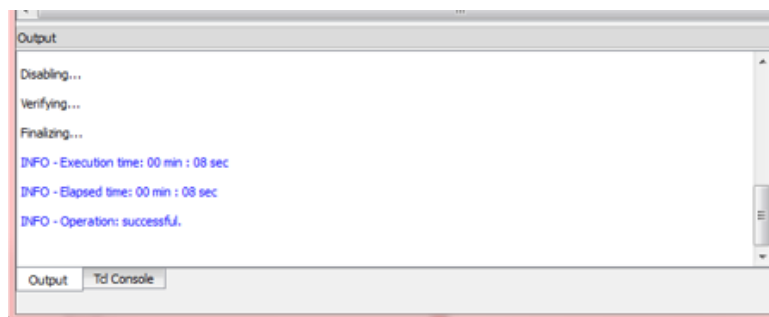 Output
Disabling...
Verifying...
Finalizing...
INFO - Execution time: 00 min : 08 sec
INFO - Elapsed time: 00 min : 08 sec
INFO - Operation: successful.
Output
Tcl Console